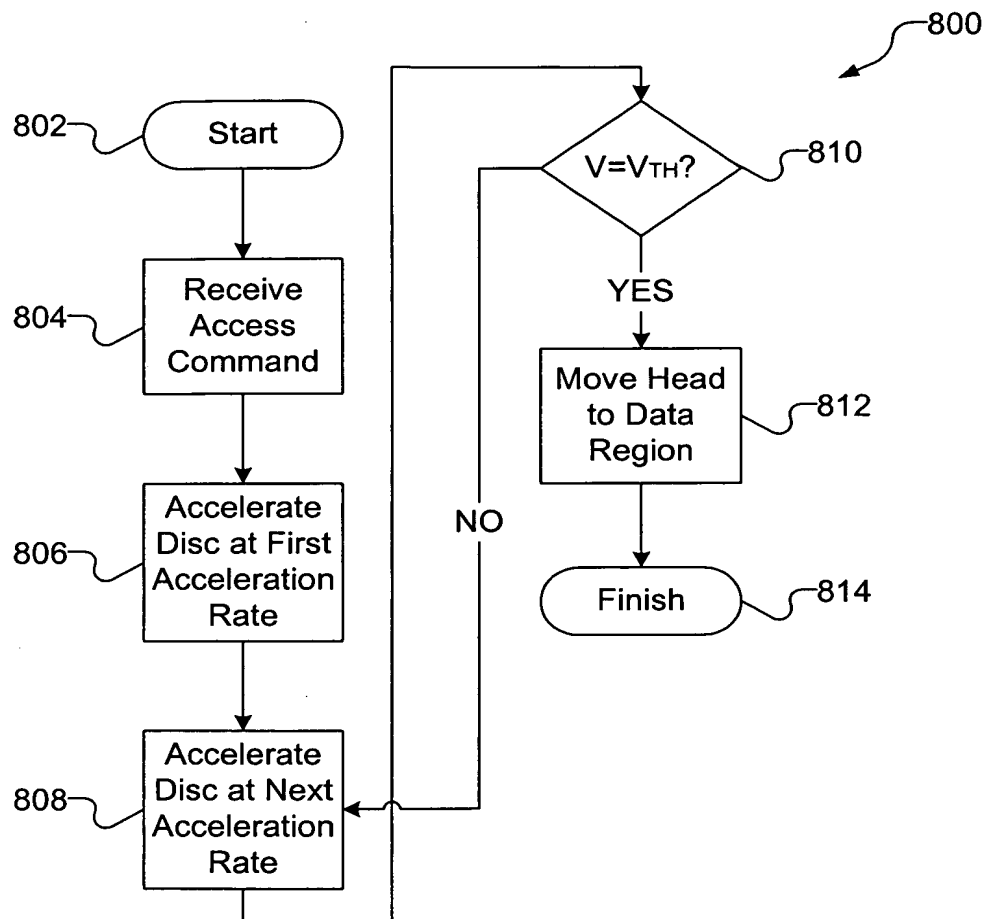 800
802
Start
804
Receive
Access
Command
806
Accelerate
Disc at First
Acceleration
Rate
808
Accelerate
Disc at Next
Acceleration
Rate
V=VTH?
810
YES
NO
Move Head
to Data
Region
812
Finish
814